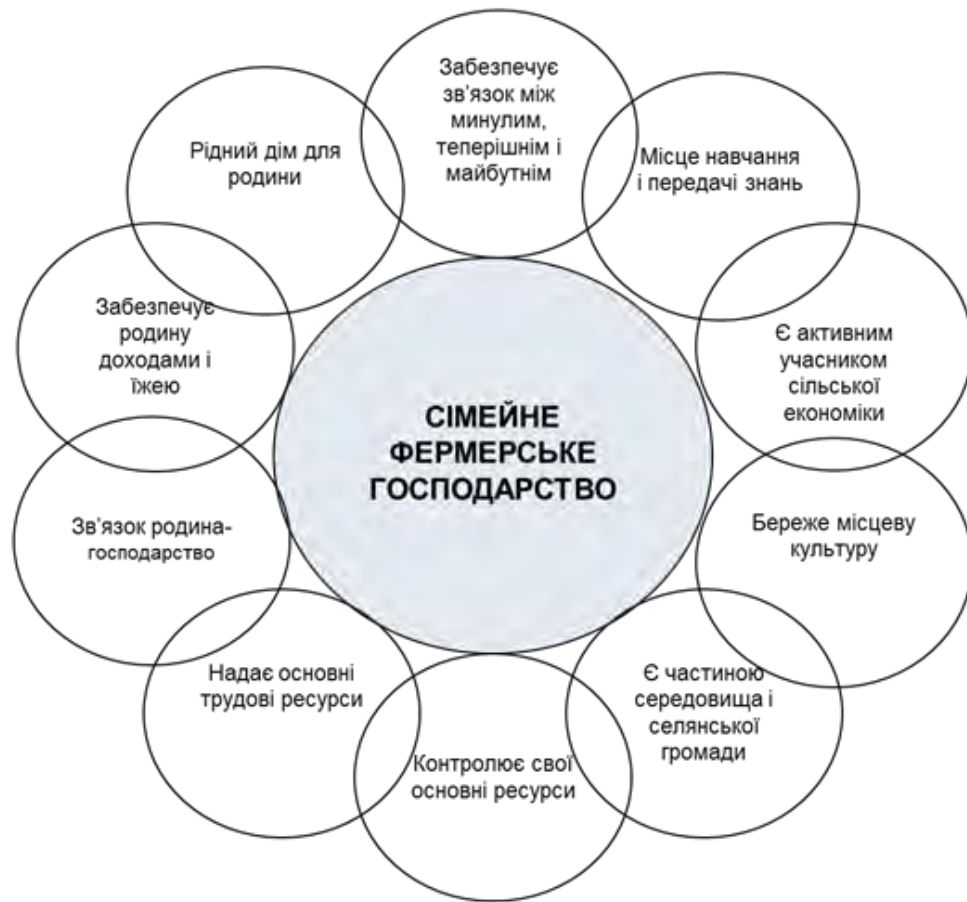 Забезпечує
зв'язок між
минулим,
теперішнім і
майбутнім
Рідний дім для
родини
Місце навчання
і передачі знань
Забезпечує
родину
доходами і
їжею
Є активним
учасником
сільської
економіки
СІМЕЙНЕ
ФЕРМЕРСЬКЕ
ГОСПОДАРСТВО
Зв'язок родина-
господарство
Береже місцеву
культуру
Надає основні
трудові ресурси
Є частиною
середовища і
селянської
громади
Контролює свої
основні ресурси